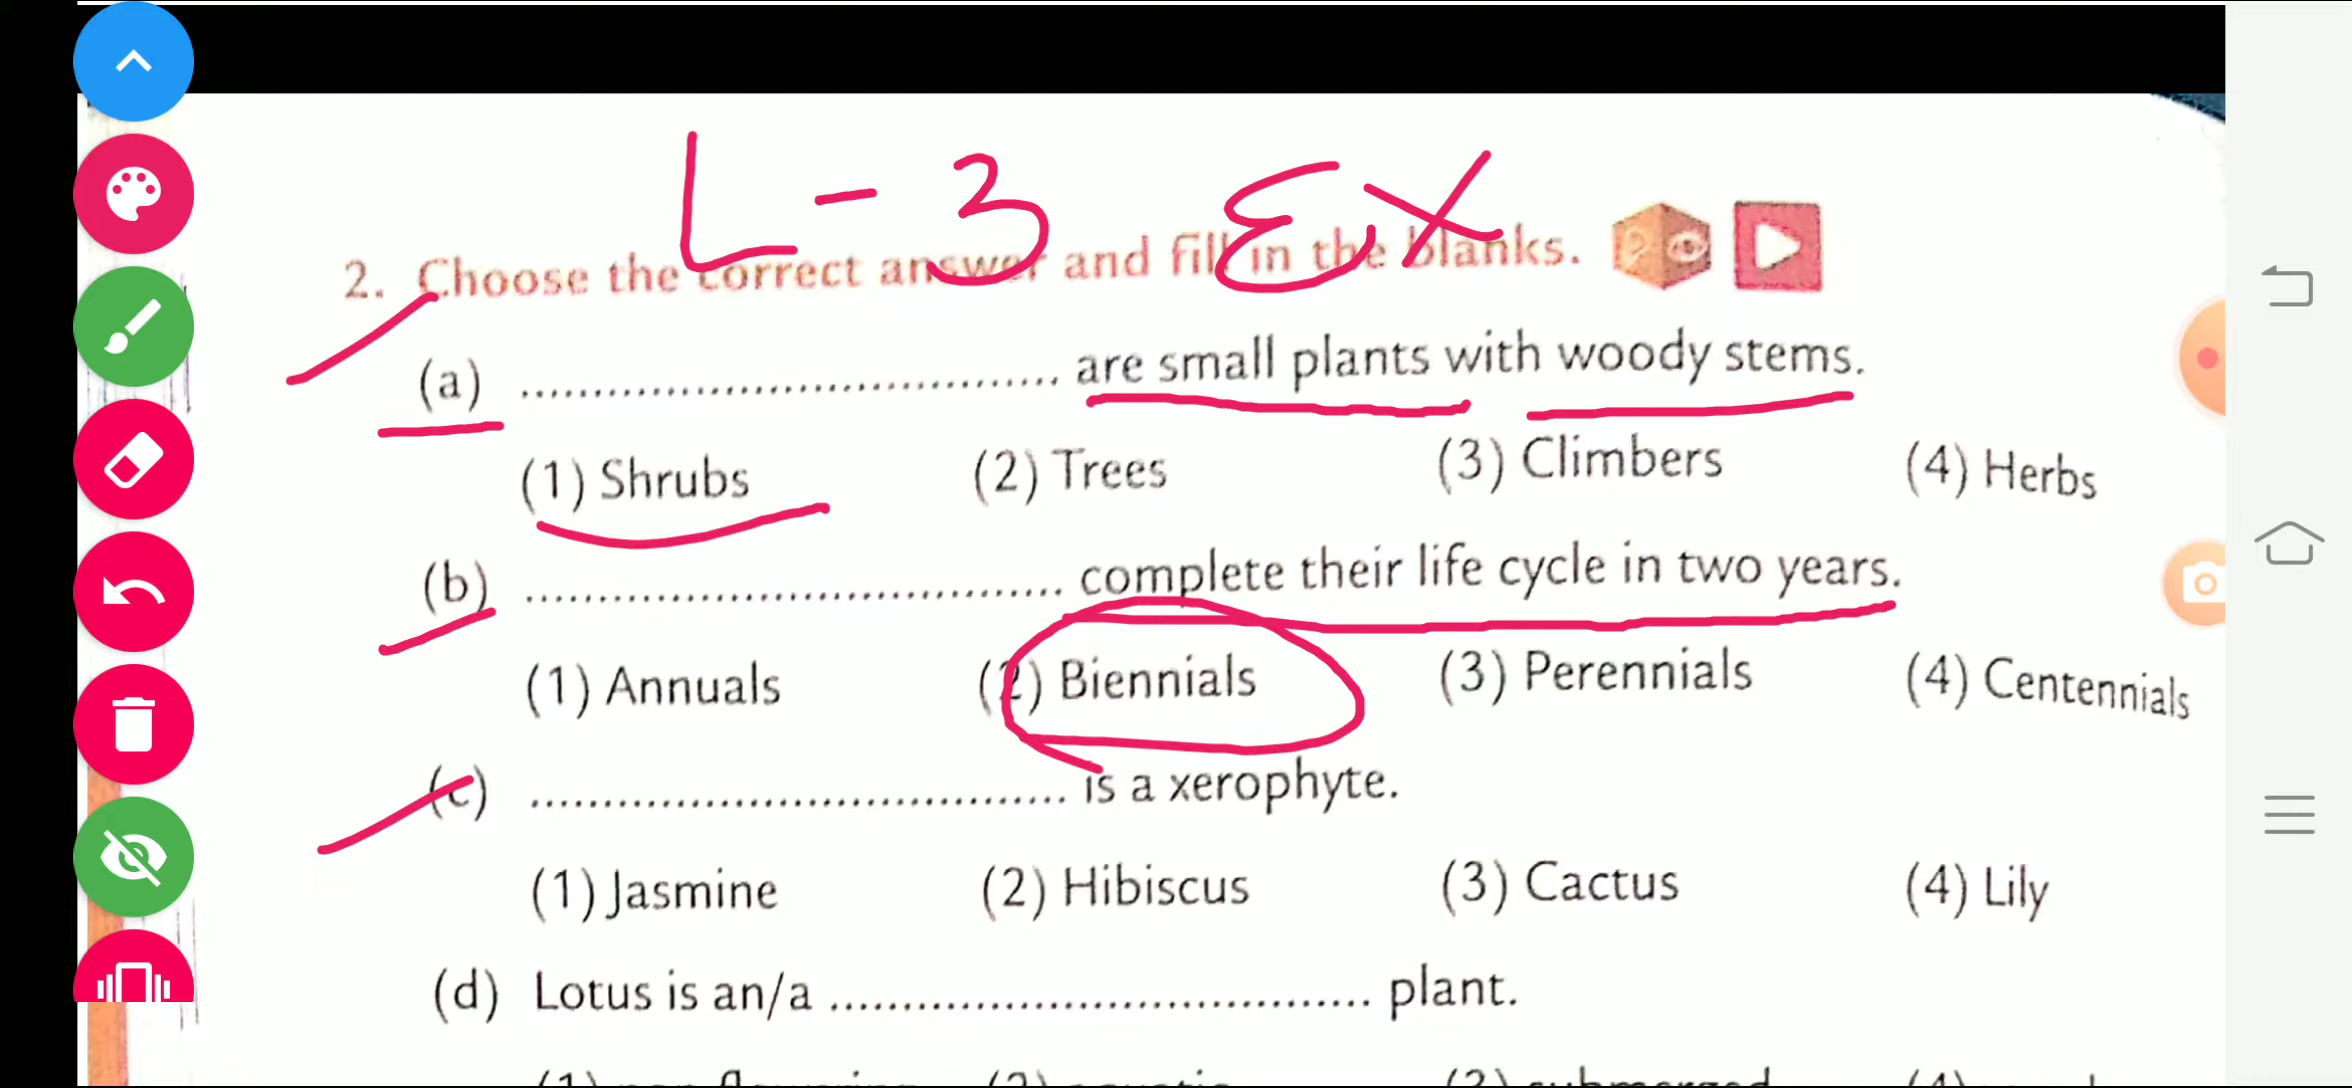 L - 3 Ex
2. Choose the correct answer and fill in the blanks.
(a) .................................... are small plants with woody stems.
(1) Shrubs (2) Trees (3) Climbers (4) Herbs
(b) .................................... complete their life cycle in two years.
(1) Annuals (2) Biennials (3) Perennials (4) Centennials
(c) .................................... is a xerophyte.
(1) Jasmine (2) Hibiscus (3) Cactus (4) Lily
(d) Lotus is an/a .................................... plant.